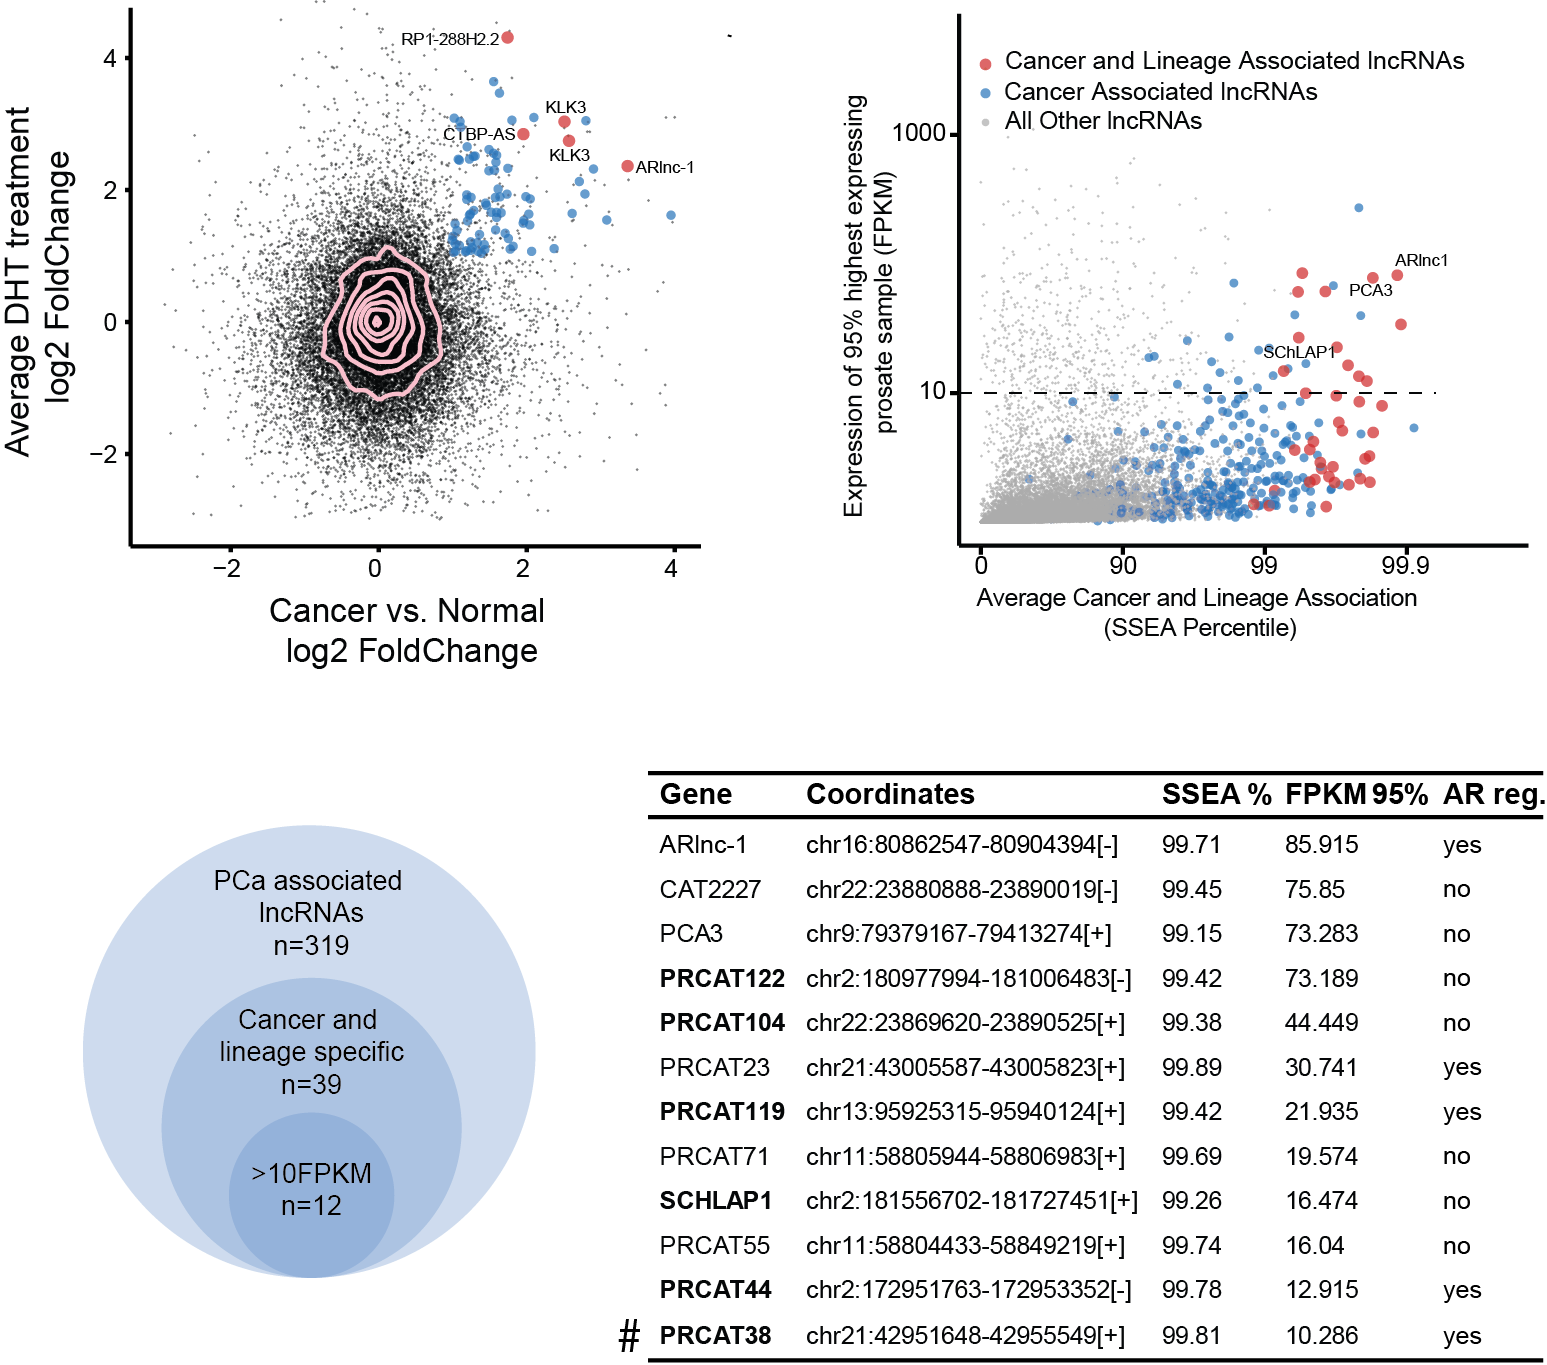 Average DHT treatment
log2 FoldChange
4
2
0
−2
RP1-288H2.2
KLK3
CTBP-AS
KLK3
ARlnc-1
−2
0
2
4
Cancer vs. Normal
log2 FoldChange
Expression of 95% highest expressing
prosate sample (FPKM)
1000
10
Cancer and Lineage Associated lncRNAs
Cancer Associated lncRNAs
All Other lncRNAs
ARlnc1
PCA3
SChLAP1
0
90
99
99.9
Average Cancer and Lineage Association
(SSEA Percentile)
PCa associated
lncRNAs
n=319
Cancer and
lineage specific
n=39
>10FPKM
n=12
Gene Coordinates SSEA % FPKM 95% AR reg.
ARlnc-1 chr16:80862547-80904394[-] 99.71 85.915 yes
CAT2227 chr22:23880888-23890019[-] 99.45 75.85 no
PCA3 chr9:79379167-79413274[+] 99.15 73.283 no
PRCAT122 chr2:180977994-181006483[-] 99.42 73.189 no
PRCAT104 chr22:23869620-23890525[+] 99.38 44.449 no
PRCAT23 chr21:43005587-43005823[+] 99.89 30.741 yes
PRCAT119 chr13:95925315-95940124[+] 99.42 21.935 yes
PRCAT71 chr11:58805944-58806983[+] 99.69 19.574 no
SCHLAP1 chr2:181556702-181727451[+] 99.26 16.474 no
PRCAT55 chr11:58804433-58849219[+] 99.74 16.04 no
PRCAT44 chr2:172951763-172953352[-] 99.78 12.915 yes
# PRCAT38 chr21:42951648-42955549[+] 99.81 10.286 yes